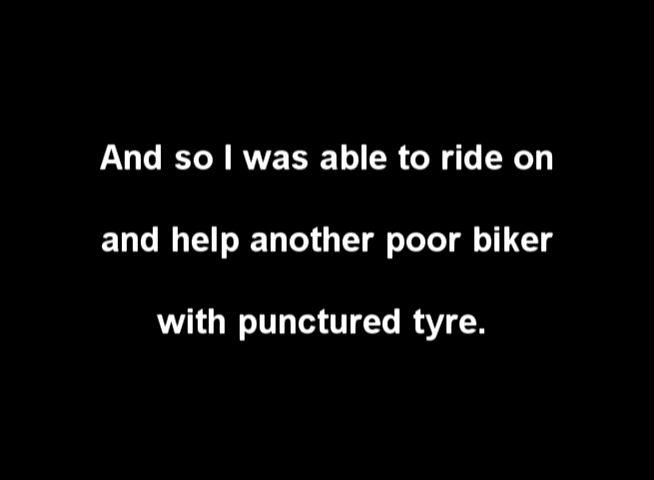 And so I was able to ride on
and help another poor biker
with punctured tyre.